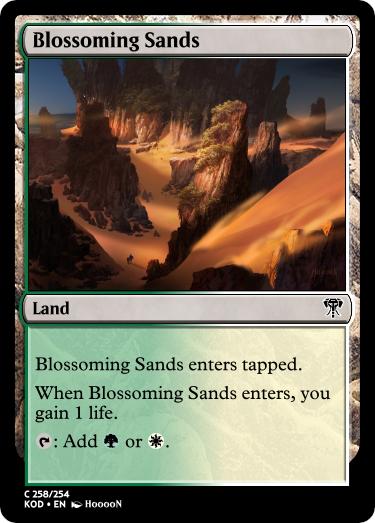 Blossoming Sands
Land
Blossoming Sands enters tapped.
When Blossoming Sands enters, you
gain 1 life.
: Add or .
C 258/254
KOD • EN HooooN